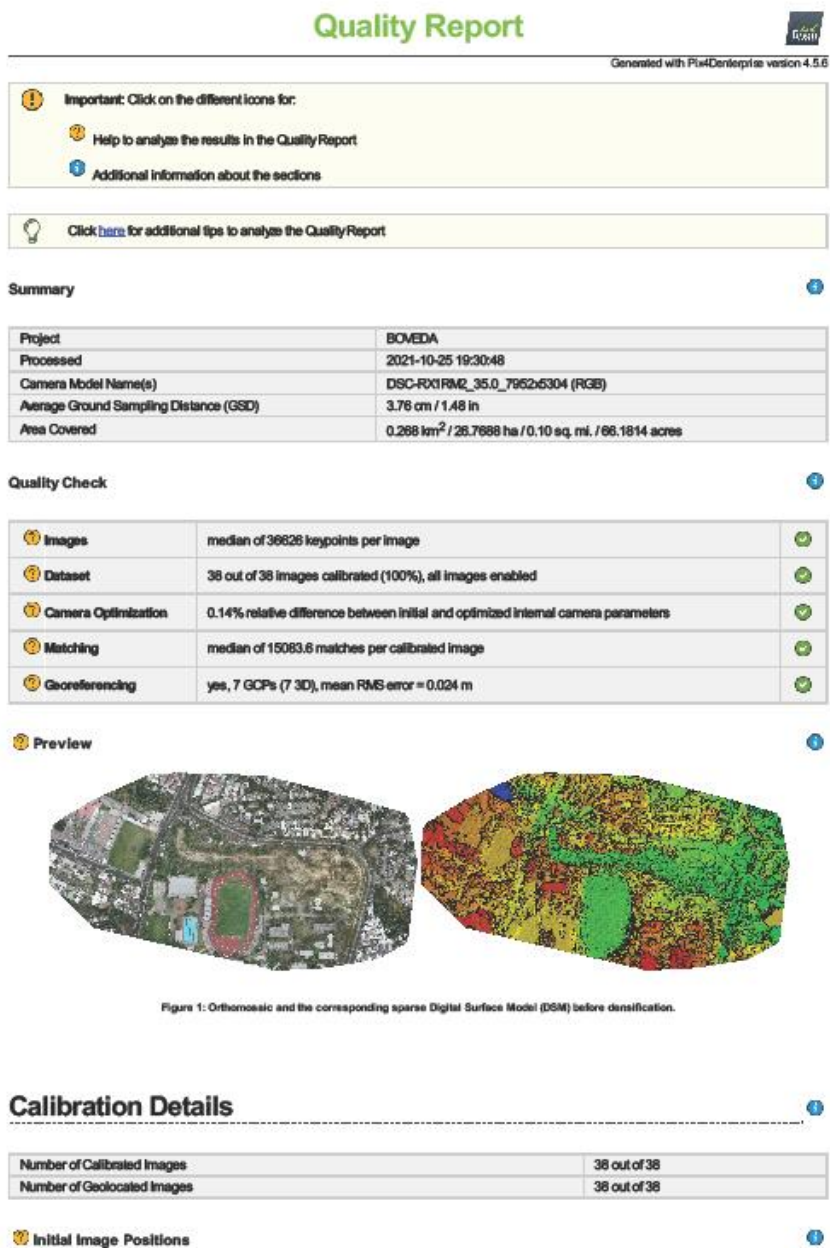 Quality Report
Generated with Pix4Denterprise version 4.5.6
Important: Click on the different icons for:
Help to analyze the results in the Quality Report
Additional information about the sections
Click here for additional tips to analyze the Quality Report
Summary
Project BOVEDA
Processed 2021-10-25 19:30:48
Camera Model Name(s) DSC-RX1RM2_35.0_7952x5304 (RGB)
Average Ground Sampling Distance (GSD) 3.76 cm / 1.48 in
Area Covered 0.268 km² / 26.7688 ha / 0.10 sq. mi. / 66.1814 acres
Quality Check
Images median of 36626 keypoints per image
Dataset 38 out of 38 images calibrated (100%), all images enabled
Camera Optimization 0.14% relative difference between initial and optimized internal camera parameters
Matching median of 15083.6 matches per calibrated image
Georeferencing yes, 7 GCPs (7 3D), mean RMS error = 0.024 m
Preview
Figure 1: Orthomosaic and the corresponding sparse Digital Surface Model (DSM) before densification.
Calibration Details
Number of Calibrated Images 38 out of 38
Number of Geolocated Images 38 out of 38
Initial Image Positions